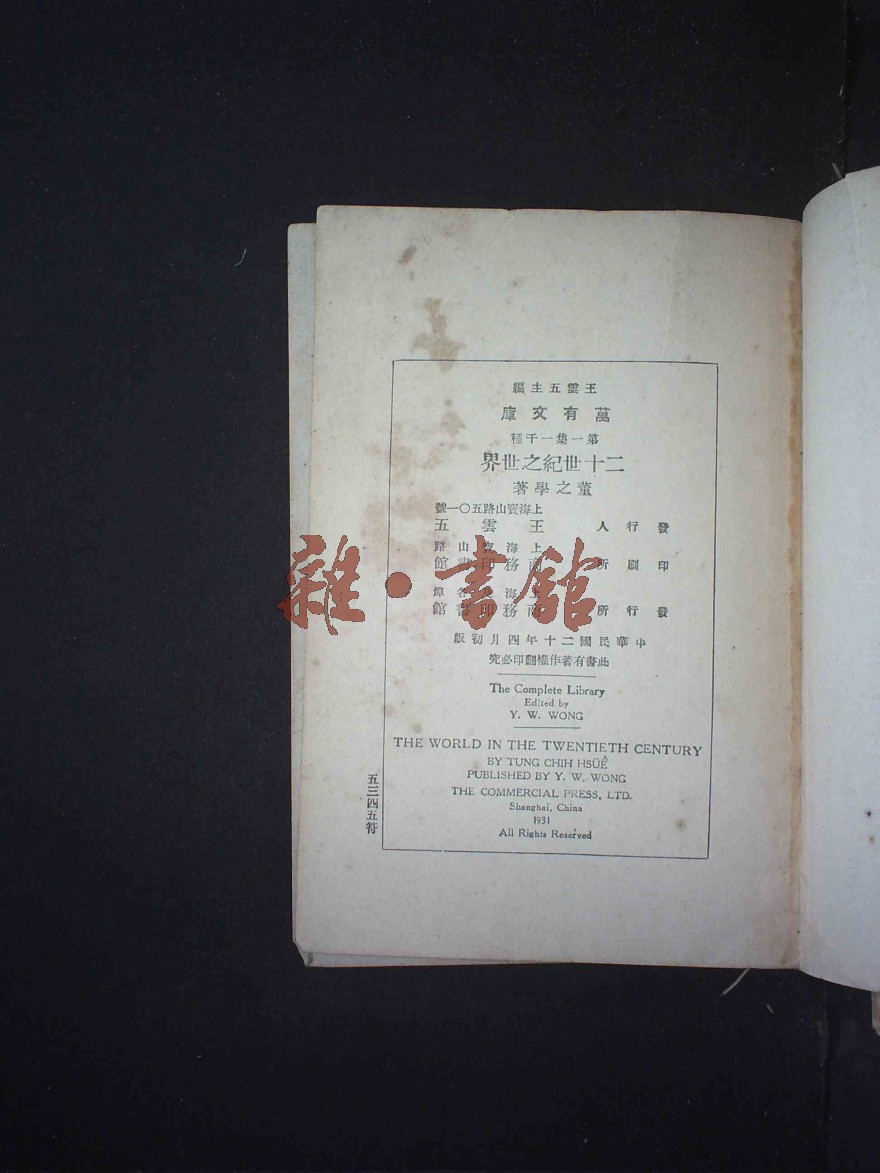 王雲五主編
萬有文庫
第一集一千種
二十世紀之世界
董之學著
上海寶山路五〇一號
發行人 王雲五
上海寶山路
印刷所 商務印書館
上海及各埠
發行所 商務印書館
中華民國二十年四月初版
此書有著作權翻印必究
The Complete Library
Edited by
Y. W. WONG
THE WORLD IN THE TWENTIETH CENTURY
BY TUNG CHIH HSÜÊ
PUBLISHED BY Y. W. WONG
THE COMMERCIAL PRESS, LTD.
Shanghai, China
1931
All Rights Reserved
五三四五符
雜·書館